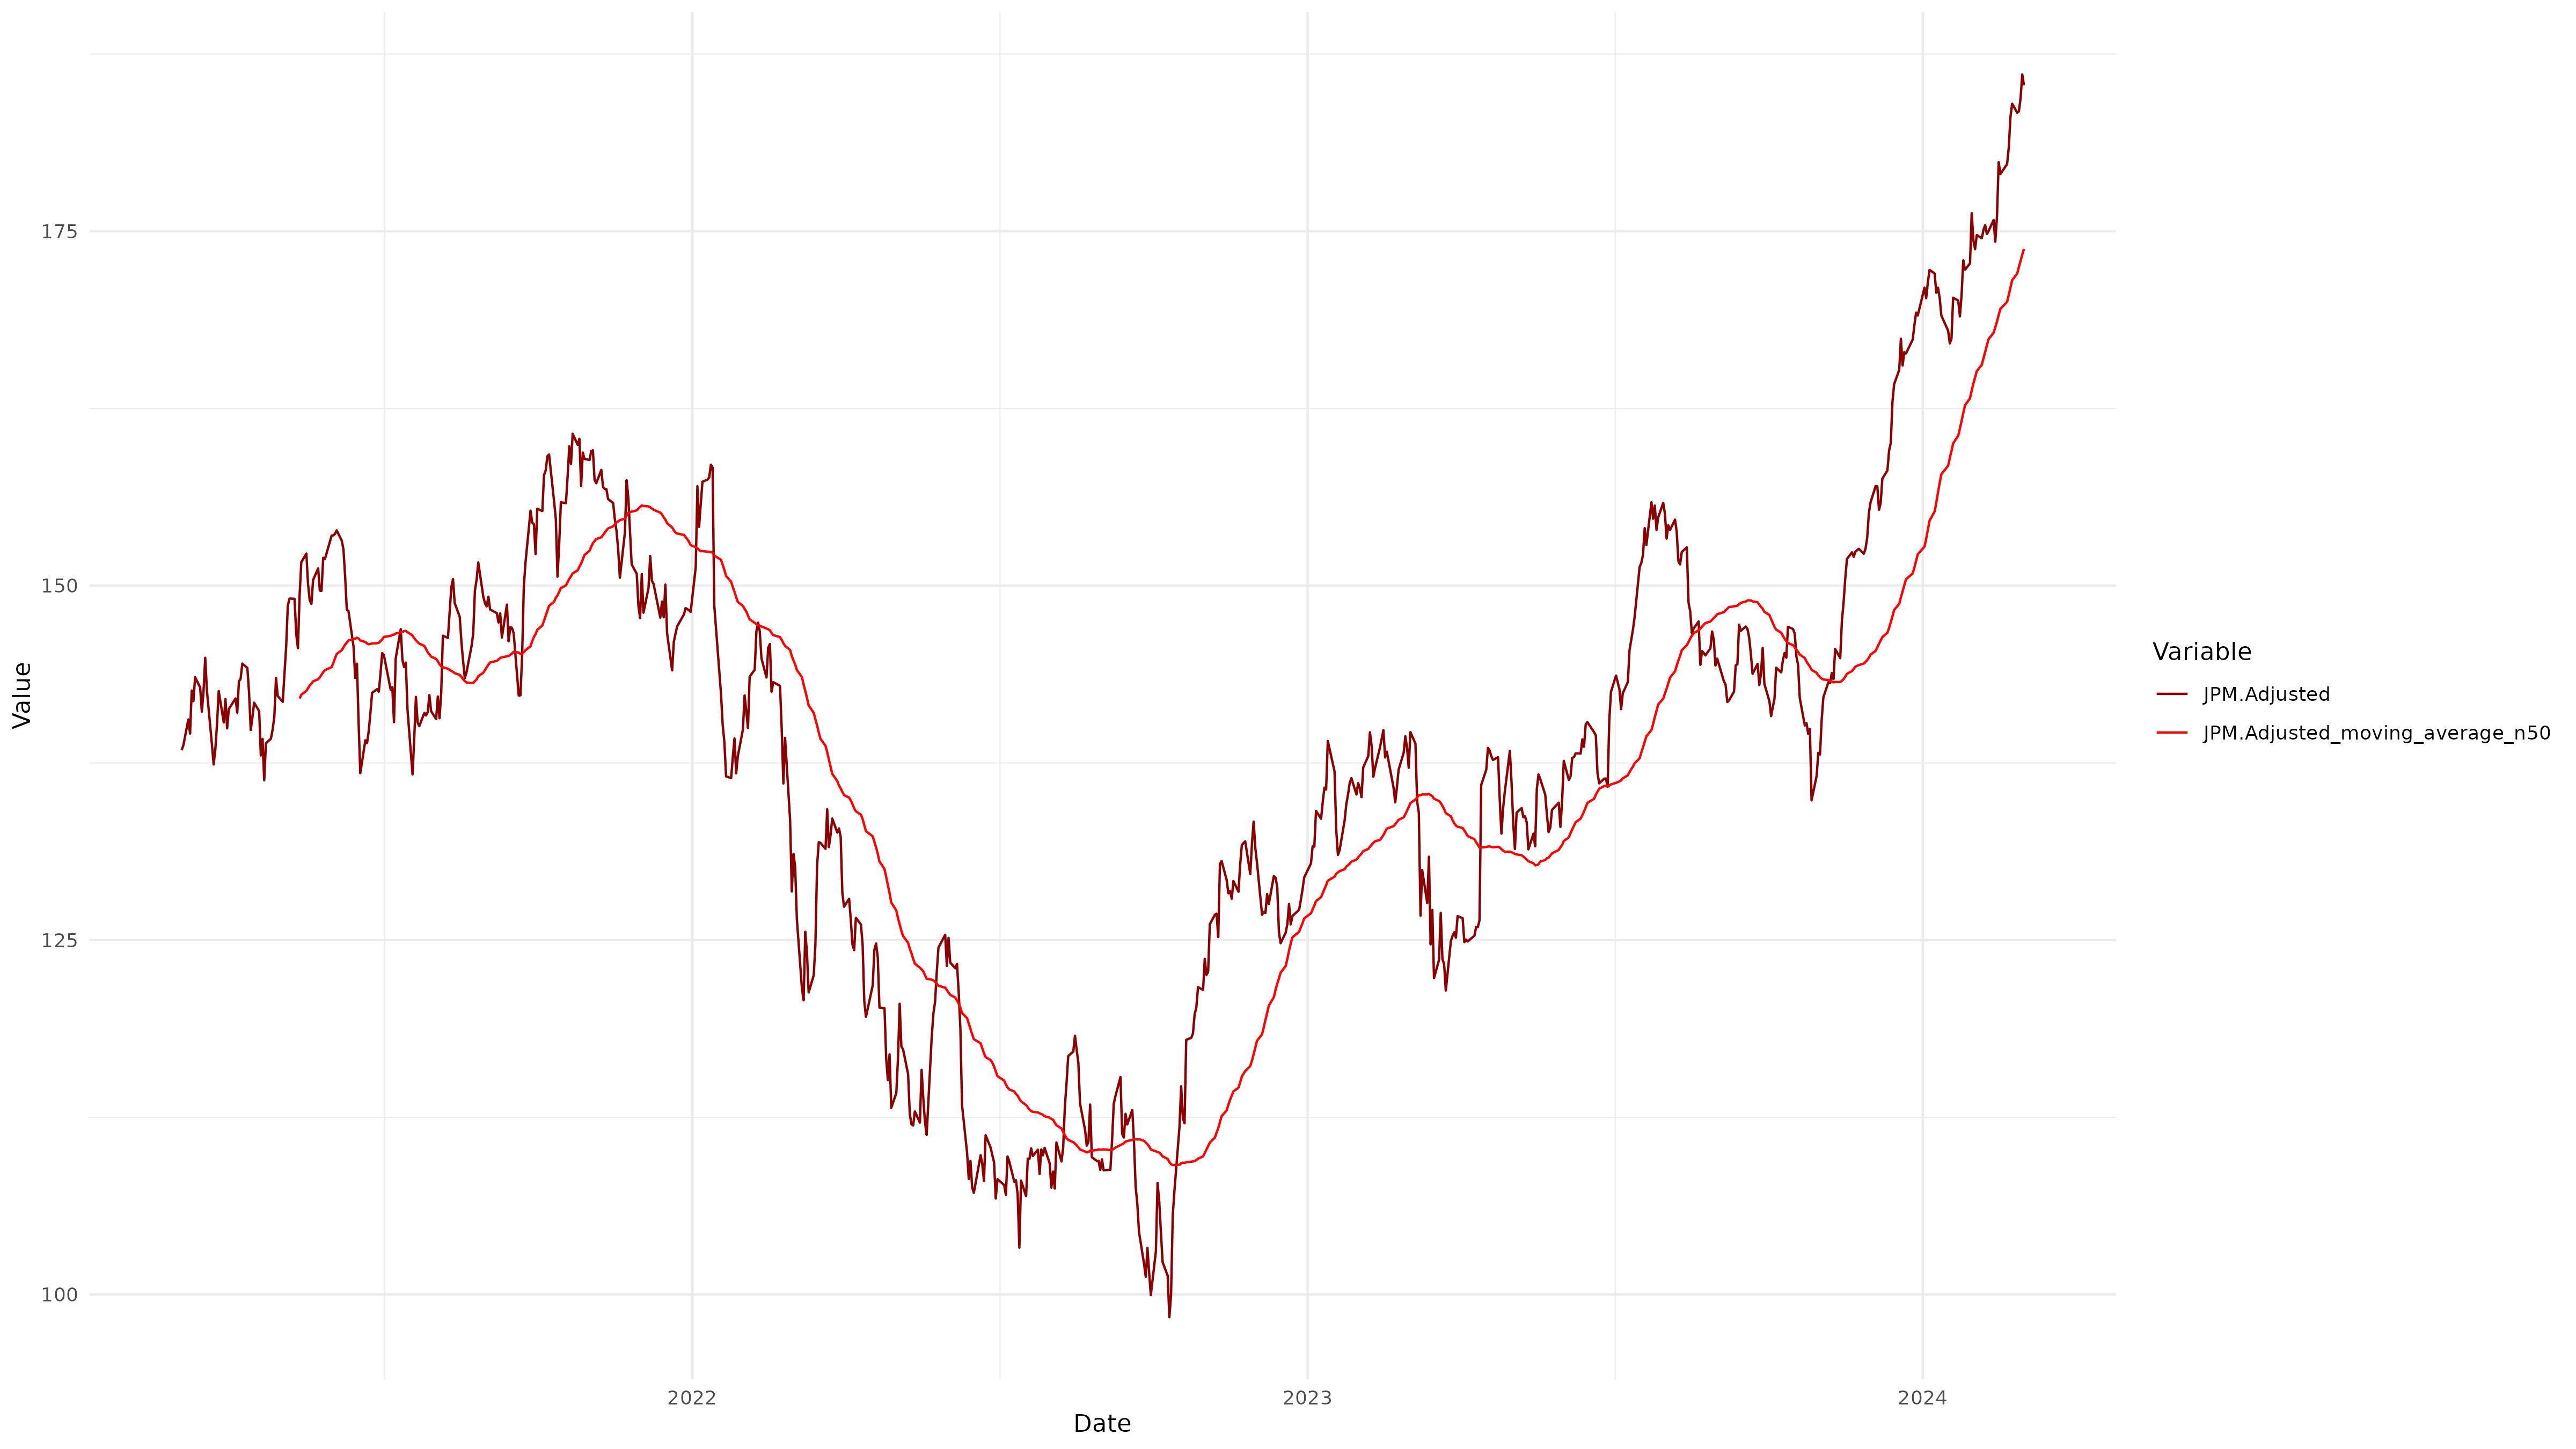 175
150
125
100
Value
2022
2023
2024
Date
Variable
JPM.Adjusted
JPM.Adjusted_moving_average_n50